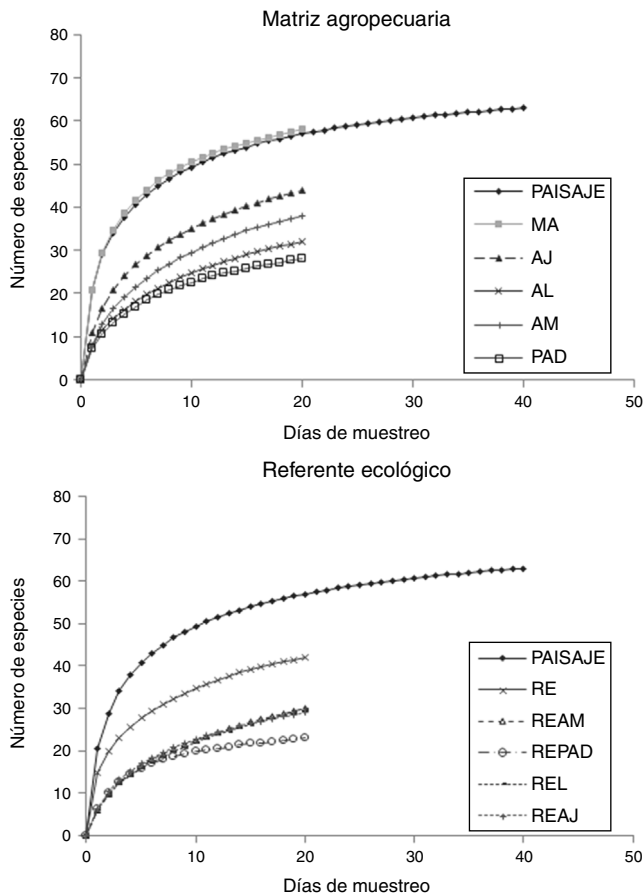 Matriz agropecuaria
Número de especies
80
70
60
50
40
30
20
10
0
0 10 20 30 40 50
Días de muestreo
PAISAJE
MA
AJ
AL
AM
PAD
Referente ecológico
Número de especies
80
70
60
50
40
30
20
10
0
0 10 20 30 40 50
Días de muestreo
PAISAJE
RE
REAM
REPAD
REL
REAJ